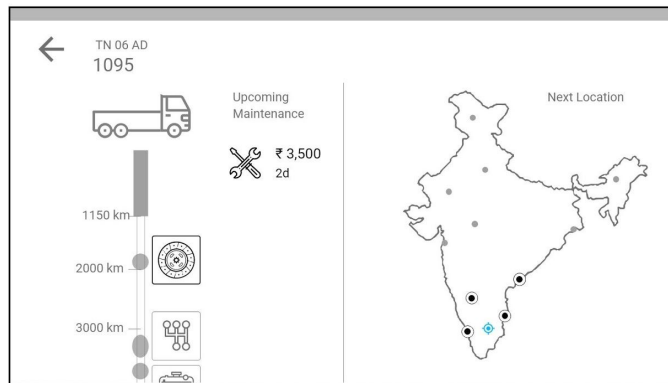 TN 06 AD
1095
Upcoming
Maintenance
₹ 3,500
2d
1150 km
2000 km
3000 km
Next Location